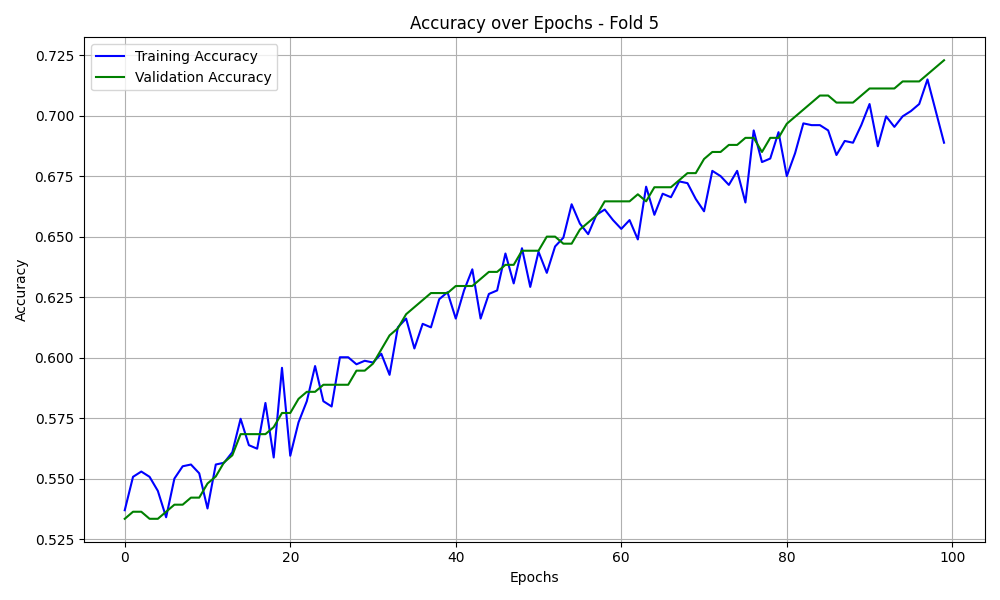 Accuracy over Epochs - Fold 5
Training Accuracy
Validation Accuracy
Accuracy
0.725
0.700
0.675
0.650
0.625
0.600
0.575
0.550
0.525
0 20 40 60 80 100
Epochs